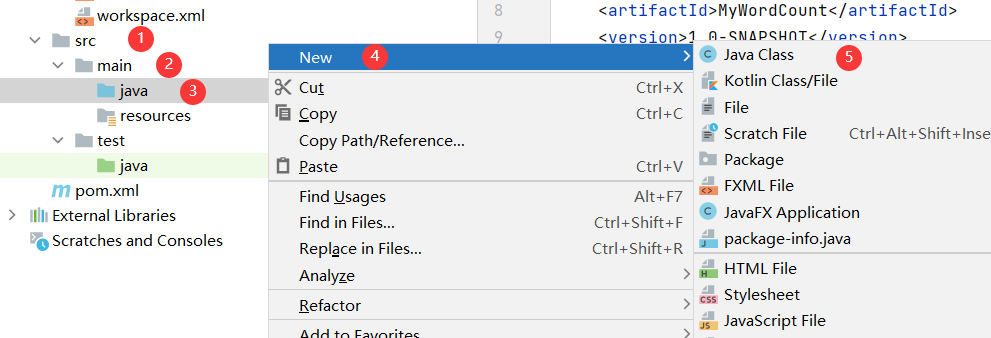 workspace.xml
src 1
main 2
java 3
resources
test
java
pom.xml
External Libraries
Scratches and Consoles
8 <artifactId>MyWordCount</artifactId>
9 <version>1.0-SNAPSHOT</version>
New 4
Cut Ctrl+X
Copy Ctrl+C
Copy Path/Reference...
Paste Ctrl+V
Find Usages Alt+F7
Find in Files... Ctrl+Shift+F
Replace in Files... Ctrl+Shift+R
Analyze
Refactor
Add to Favorites
Java Class 5
Kotlin Class/File
File
Scratch File Ctrl+Alt+Shift+Inse
Package
FXML File
JavaFX Application
package-info.java
HTML File
Stylesheet
JavaScript File